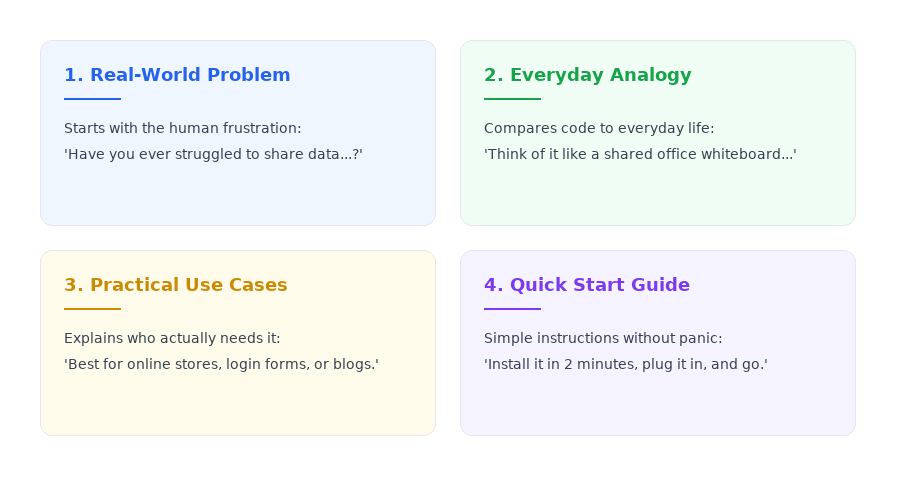 1. Real-World Problem
Starts with the human frustration:
'Have you ever struggled to share data...?'
2. Everyday Analogy
Compares code to everyday life:
'Think of it like a shared office whiteboard...'
3. Practical Use Cases
Explains who actually needs it:
'Best for online stores, login forms, or blogs.'
4. Quick Start Guide
Simple instructions without panic:
'Install it in 2 minutes, plug it in, and go.'